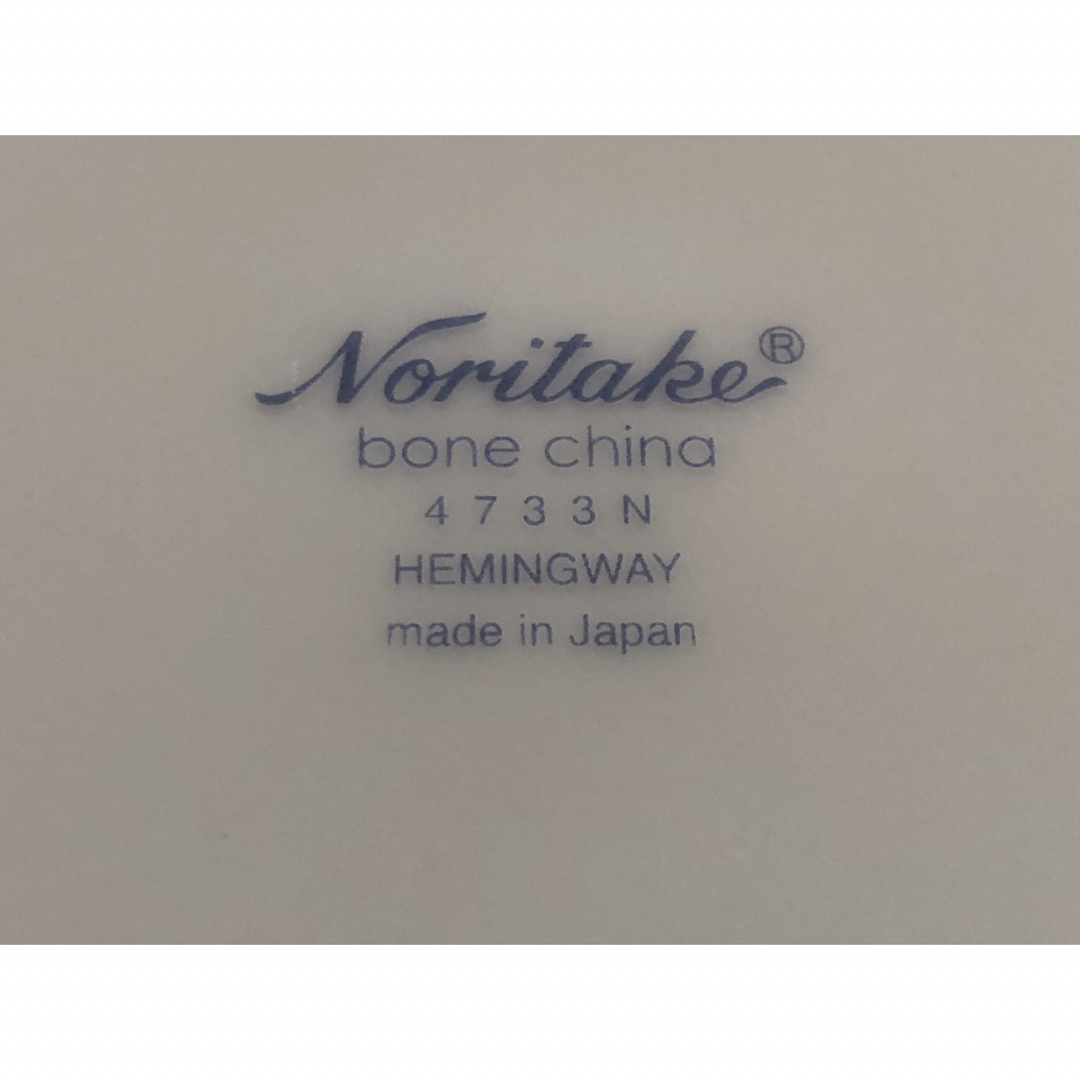 Noritake®
bone china
4733N
HEMINGWAY
made in Japan